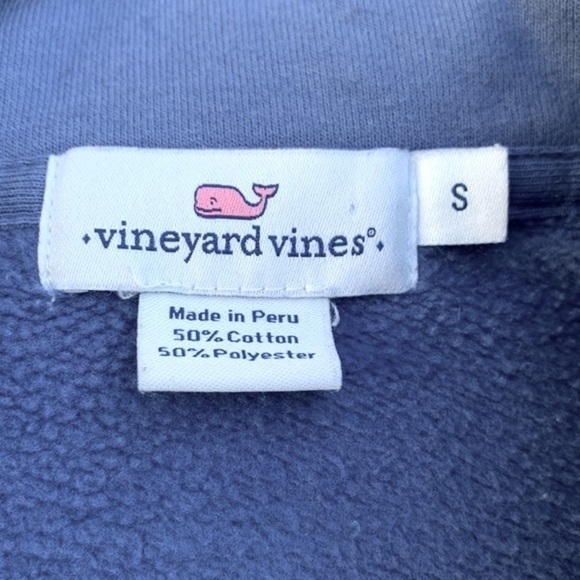 vineyard vines®
S
Made in Peru
50% Cotton
50% Polyester